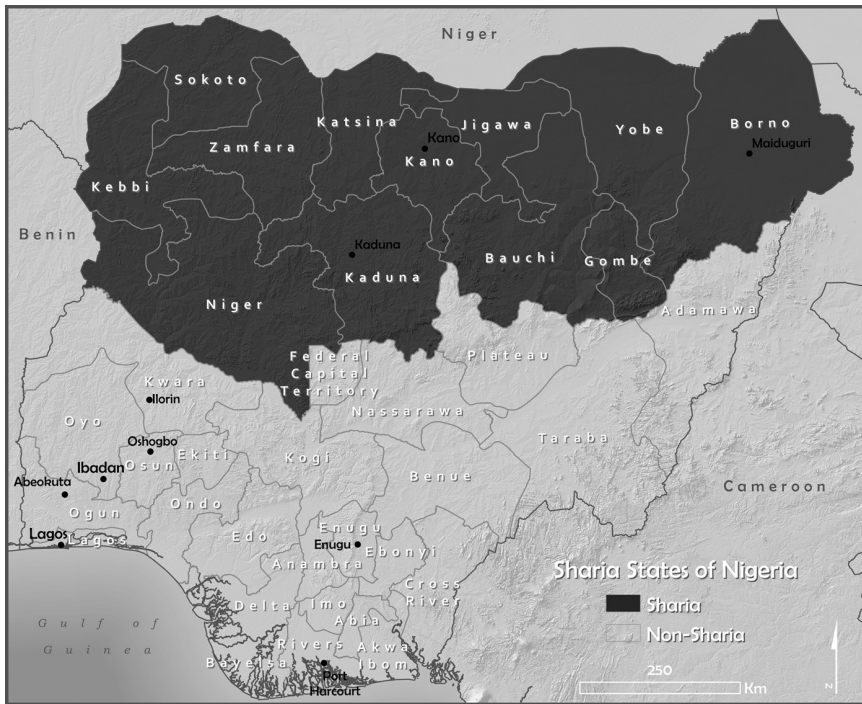 Niger
Sokoto
Katsina
Kano
Jigawa
Yobe
Borno
Zamfara
Kano
Maiduguri
Kebbi
Benin
Kaduna
Bauchi
Gombe
Kaduna
Niger
Adamawa
Federal
Capital
Territory
Plateau
Kwara
Ilorin
Nassarawa
Oyo
Taraba
Oshogbo
Osun
Ekiti
Kogi
Ibadan
Benue
Abeokuta
Cameroon
Ondo
Ogun
Enugu
Lagos
Lagos
Edo
Enugu
Ebonyi
Anambra
Sharia States of Nigeria
Cross
River
Delta
Imo
Abia
Sharia
Gulf of
Guinea
Rivers
Akwa
Ibom
Non-Sharia
Bayelsa
Port
Harcourt
250
Km
N